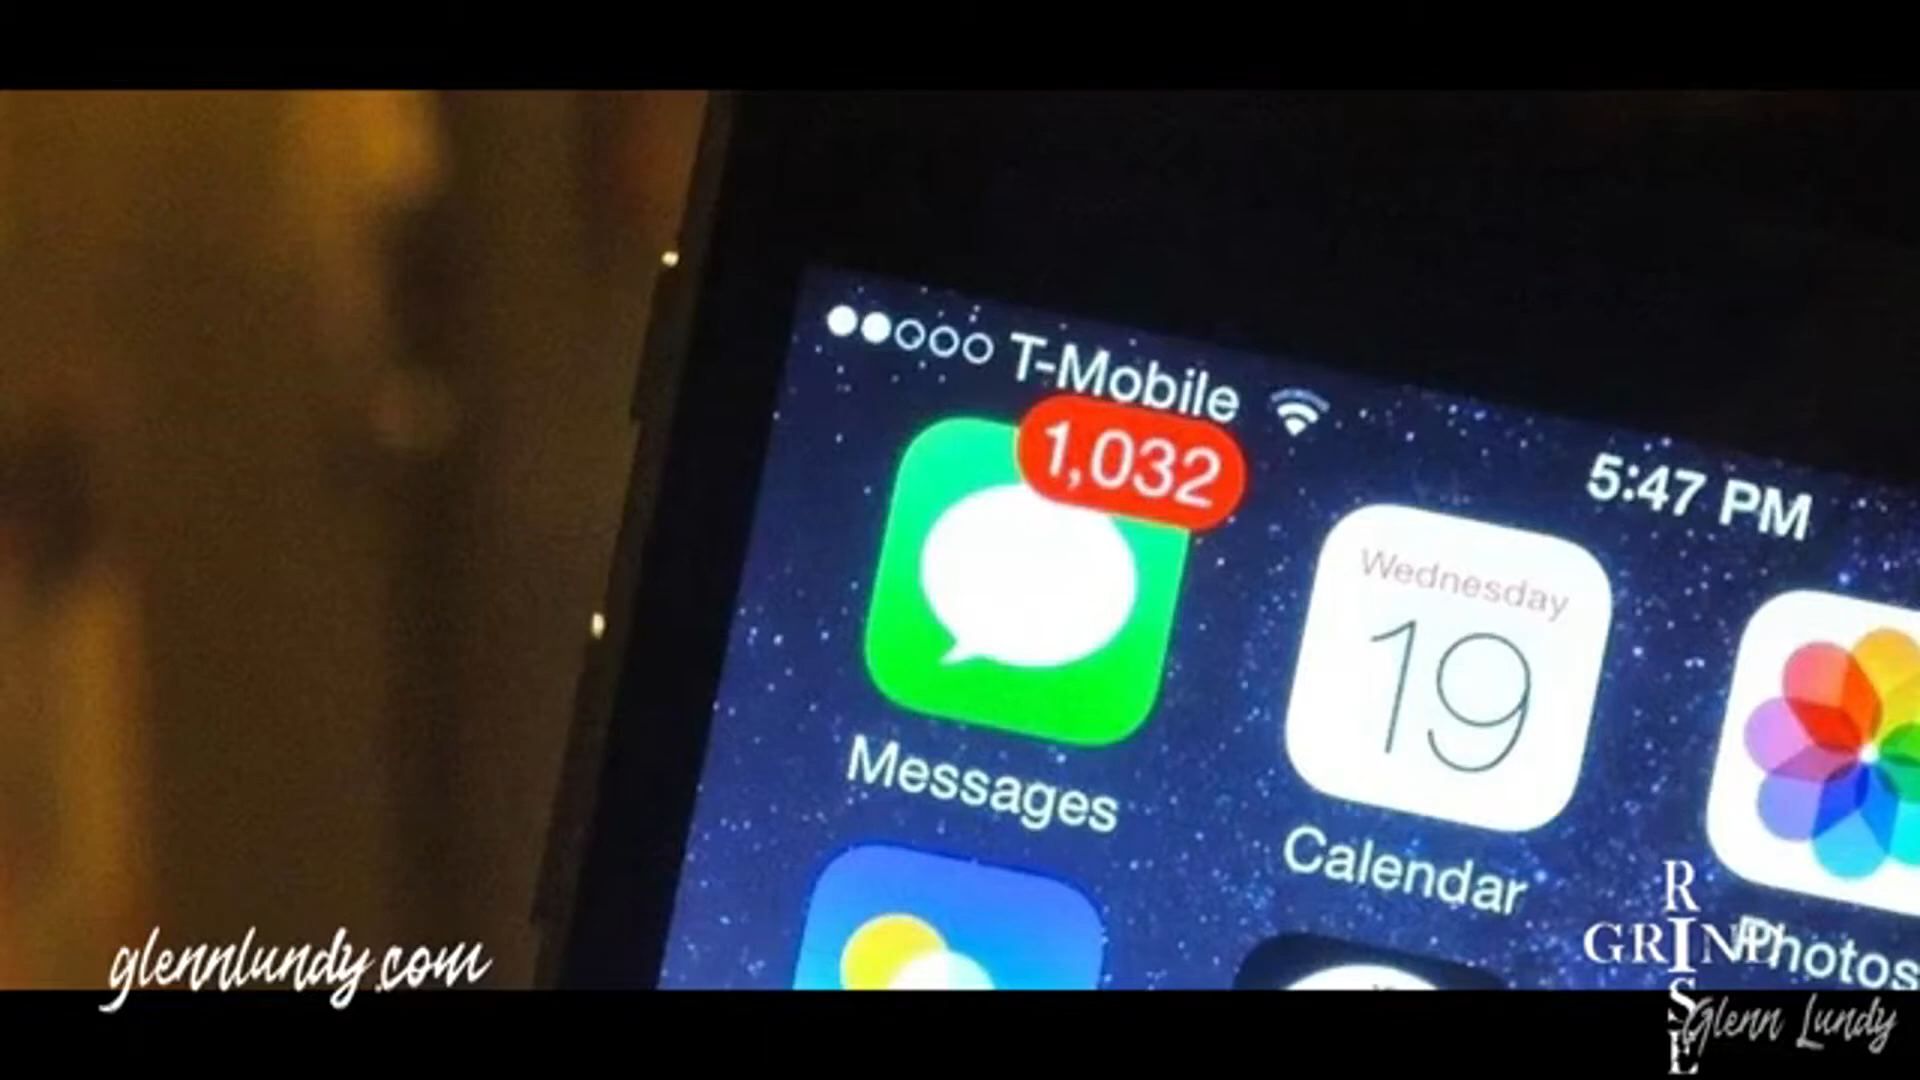 T-Mobile
5:47 PM
1,032
Wednesday
19
Messages
Calendar
Photos
glennlundy.com
RISE
GRIND
Glenn Lundy